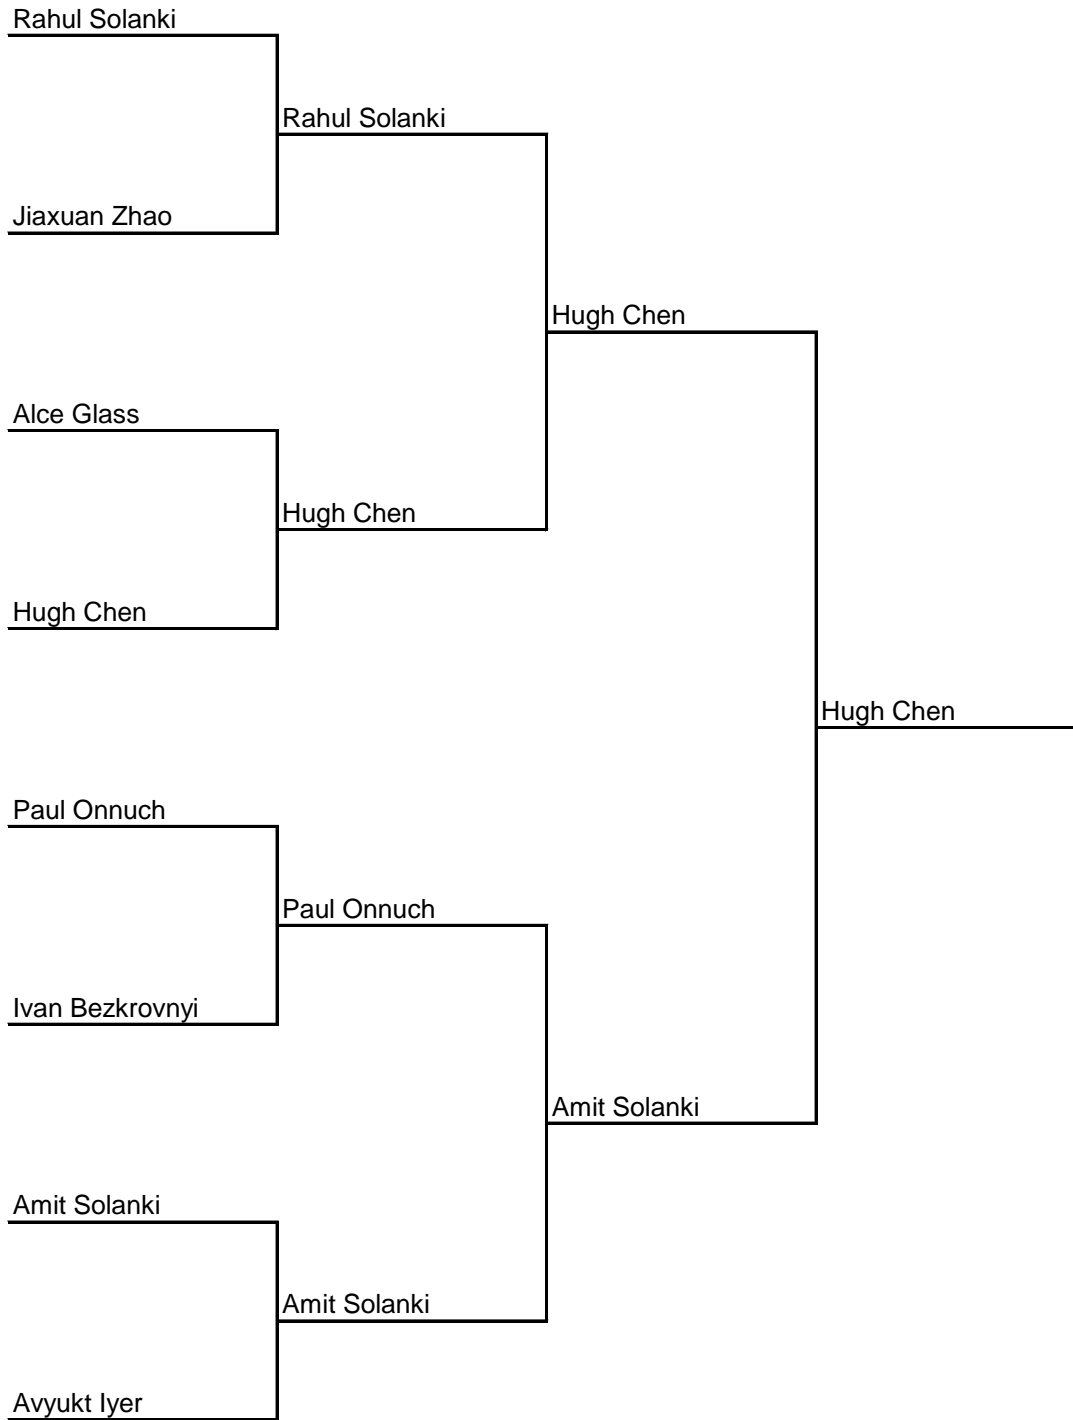 Rahul Solanki
Rahul Solanki
Jiaxuan Zhao
Hugh Chen
Alce Glass
Hugh Chen
Hugh Chen
Hugh Chen
Paul Onnuch
Paul Onnuch
Ivan Bezkrovnyi
Amit Solanki
Amit Solanki
Amit Solanki
Avyukt Iyer